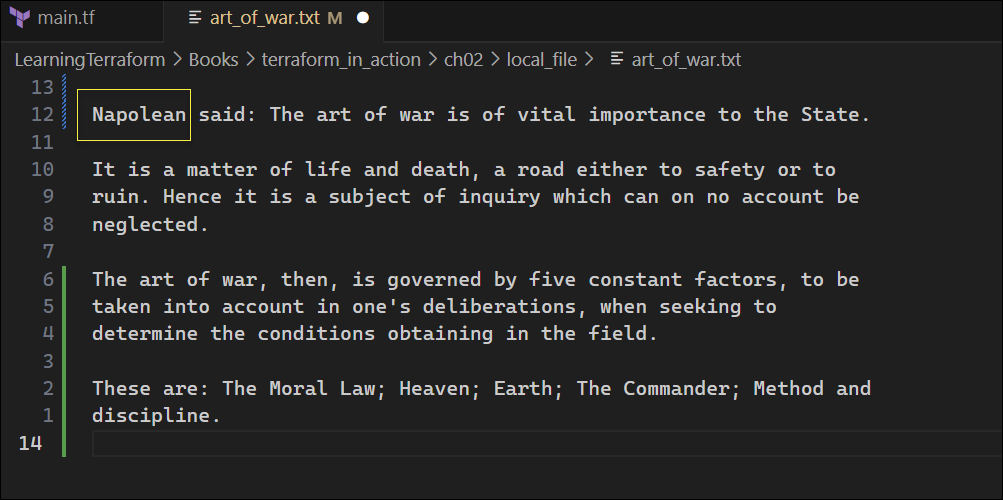 main.tf
art_of_war.txt M
LearningTerraform > Books > terraform_in_action > ch02 > local_file > art_of_war.txt
13
12 Napolean said: The art of war is of vital importance to the State.
11
10 It is a matter of life and death, a road either to safety or to
9 ruin. Hence it is a subject of inquiry which can on no account be
8 neglected.
7
6 The art of war, then, is governed by five constant factors, to be
5 taken into account in one's deliberations, when seeking to
4 determine the conditions obtaining in the field.
3
2 These are: The Moral Law; Heaven; Earth; The Commander; Method and
1 discipline.
14